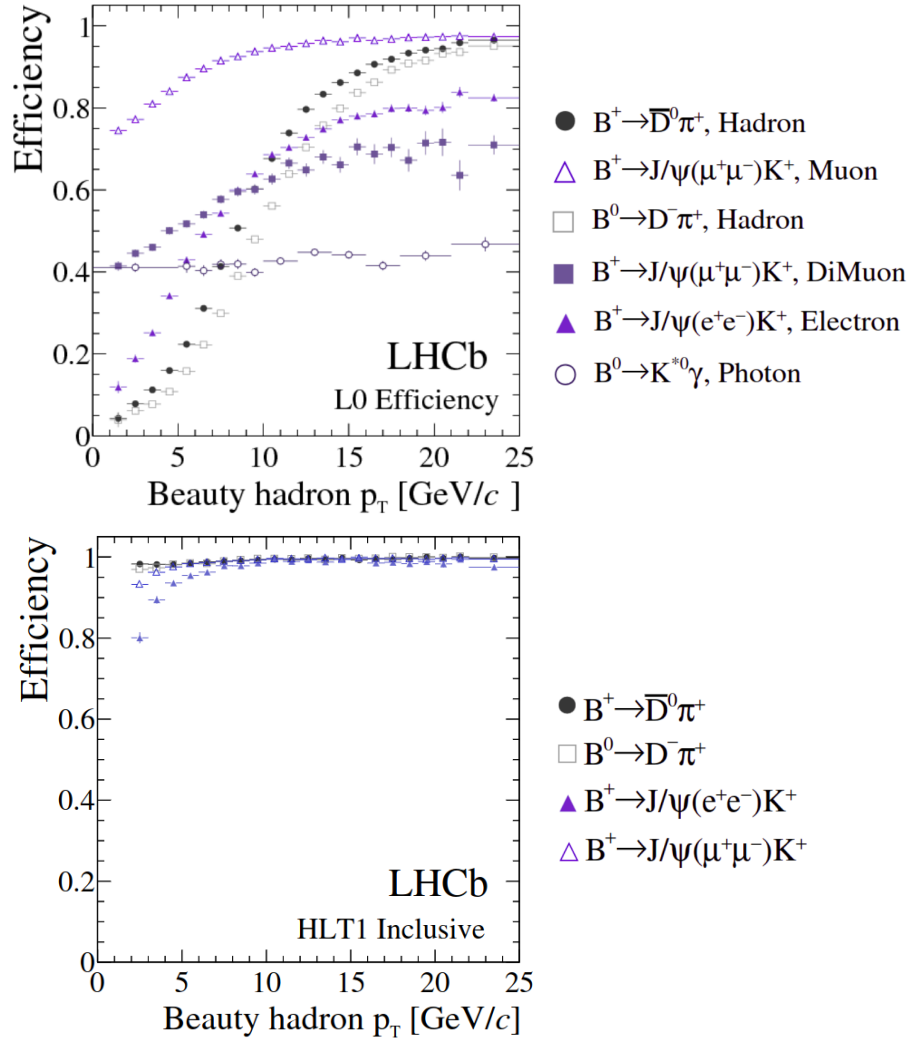 Efficiency
1
0.8
0.6
0.4
0.2
0
LHCb
L0 Efficiency
0 5 10 15 20 25
Beauty hadron p_T [GeV/c ]
B⁺→D̅⁰π⁺, Hadron
B⁺→J/ψ(μ⁺μ⁻)K⁺, Muon
B⁰→D⁻π⁺, Hadron
B⁺→J/ψ(μ⁺μ⁻)K⁺, DiMuon
B⁺→J/ψ(e⁺e⁻)K⁺, Electron
B⁰→K*⁰γ, Photon
Efficiency
1
0.8
0.6
0.4
0.2
0
LHCb
HLT1 Inclusive
0 5 10 15 20 25
Beauty hadron p_T [GeV/c]
B⁺→D̅⁰π⁺
B⁰→D⁻π⁺
B⁺→J/ψ(e⁺e⁻)K⁺
B⁺→J/ψ(μ⁺μ⁻)K⁺